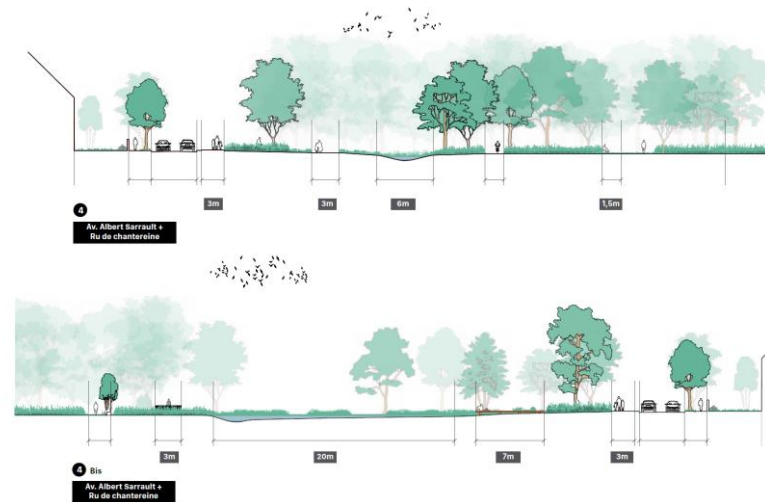 3m 3m 6m 1,5m
4
Av. Albert Sarrault +
Ru de chantereine
3m 20m 7m 3m
4 Bis
Av. Albert Sarrault +
Ru de chantereine